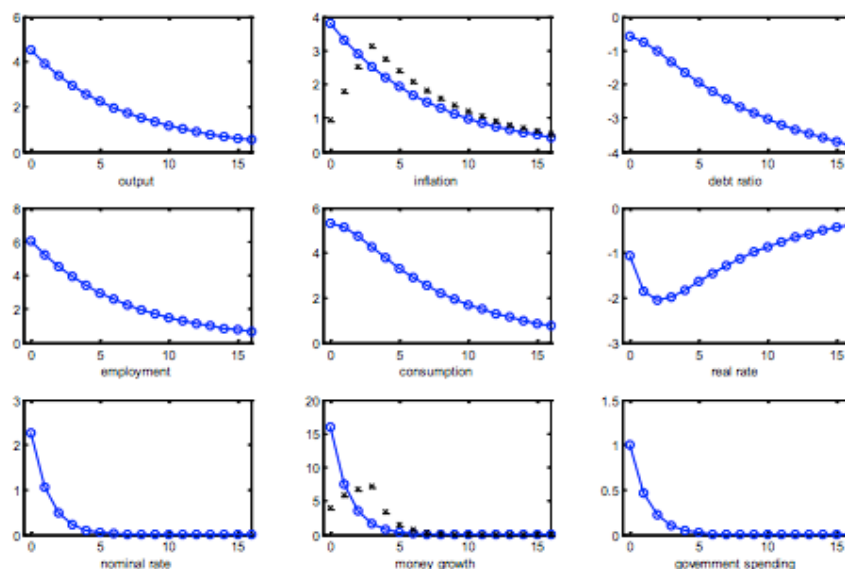 6
4
2
0
0 5 10 15
output
4
3
2
1
0
0 5 10 15
inflation
-0
-1
-2
-3
-4
0 5 10 15
debt ratio
8
6
4
2
0
0 5 10 15
employment
6
4
2
0
0 5 10 15
consumption
0
-1
-2
-3
0 5 10 15
real rate
3
2
1
0
0 5 10 15
nominal rate
20
15
10
5
0
0 5 10 15
money growth
1.5
1
0.5
0
0 5 10 15
government spending